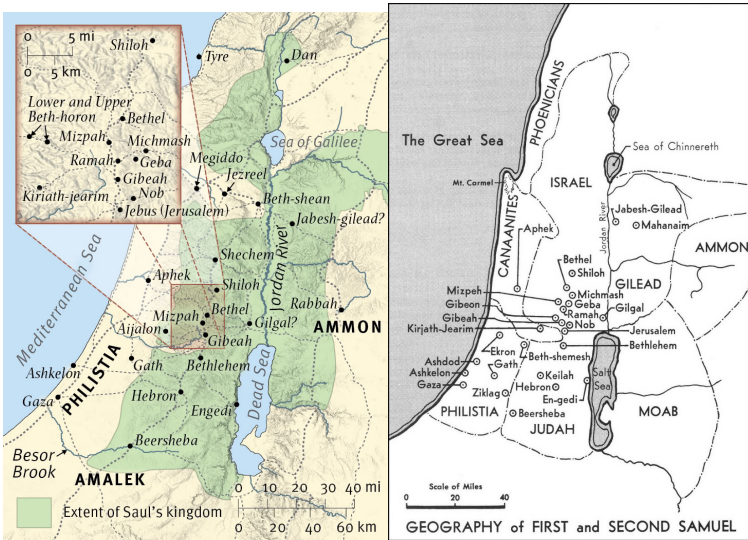 0 5 mi
0 5 km
Shiloh
Lower and Upper
Beth-horon
Bethel
Mizpah
Michmash
Ramah
Geba
Gibeah
Kiriath-jearim
Nob
Jebus (Jerusalem)
Tyre
Dan
Sea of Galilee
Megiddo
Jezreel
Beth-shean
Jabesh-gilead?
Mediterranean Sea
Shechem
Jordan River
Aphek
Shiloh
Bethel
Rabbah
Mizpah
Gilgal?
AMMON
Aijalon
Gibeah
PHILISTIA
Ashkelon
Gath
Bethlehem
Dead Sea
Gaza
Hebron
Engedi
Besor
Brook
Beersheba
AMALEK
0 10 20 30 40 mi
0 20 40 60 km
Extent of Saul's kingdom
PHOENICIANS
The Great Sea
Sea of Chinnereth
Mt. Carmel
ISRAEL
CANAANITES
Jordan River
Jabesh-Gilead
Mahanaim
Aphek
AMMON
Bethel
Shiloh
GILEAD
Mizpeh
Michmash
Geba
Gilgal
Gibeon
Ramah
Gibeah
Nob
Kirjath-Jearim
Jerusalem
Bethlehem
Ekron
Beth-shemesh
Ashdod
Gath
Ashkelon
Keilah
Salt
Sea
Gaza
Hebron
En-gedi
Ziklag
PHILISTIA
Beersheba
MOAB
JUDAH
Scale of Miles
0 40
GEOGRAPHY of FIRST and SECOND SAMUEL